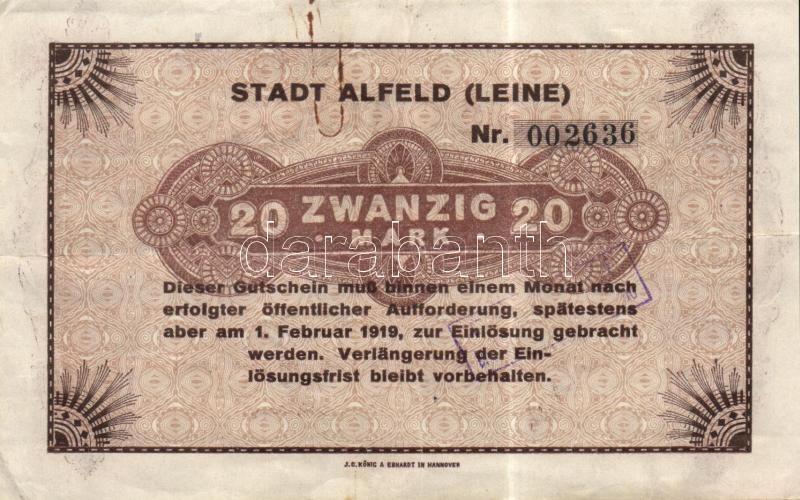 STADT ALFELD (LEINE)
Nr. 002636
20 ZWANZIG 20
MARK
darabanth
Dieser Gutschein muß binnen einem Monat nach
erfolgter öffentlicher Aufforderung, spätestens
aber am 1. Februar 1919, zur Einlösung gebracht
werden. Verlängerung der Ein-
lösungsfrist bleibt vorbehalten.
J. C. KÖNIG & EBHARDT IN HANNOVER